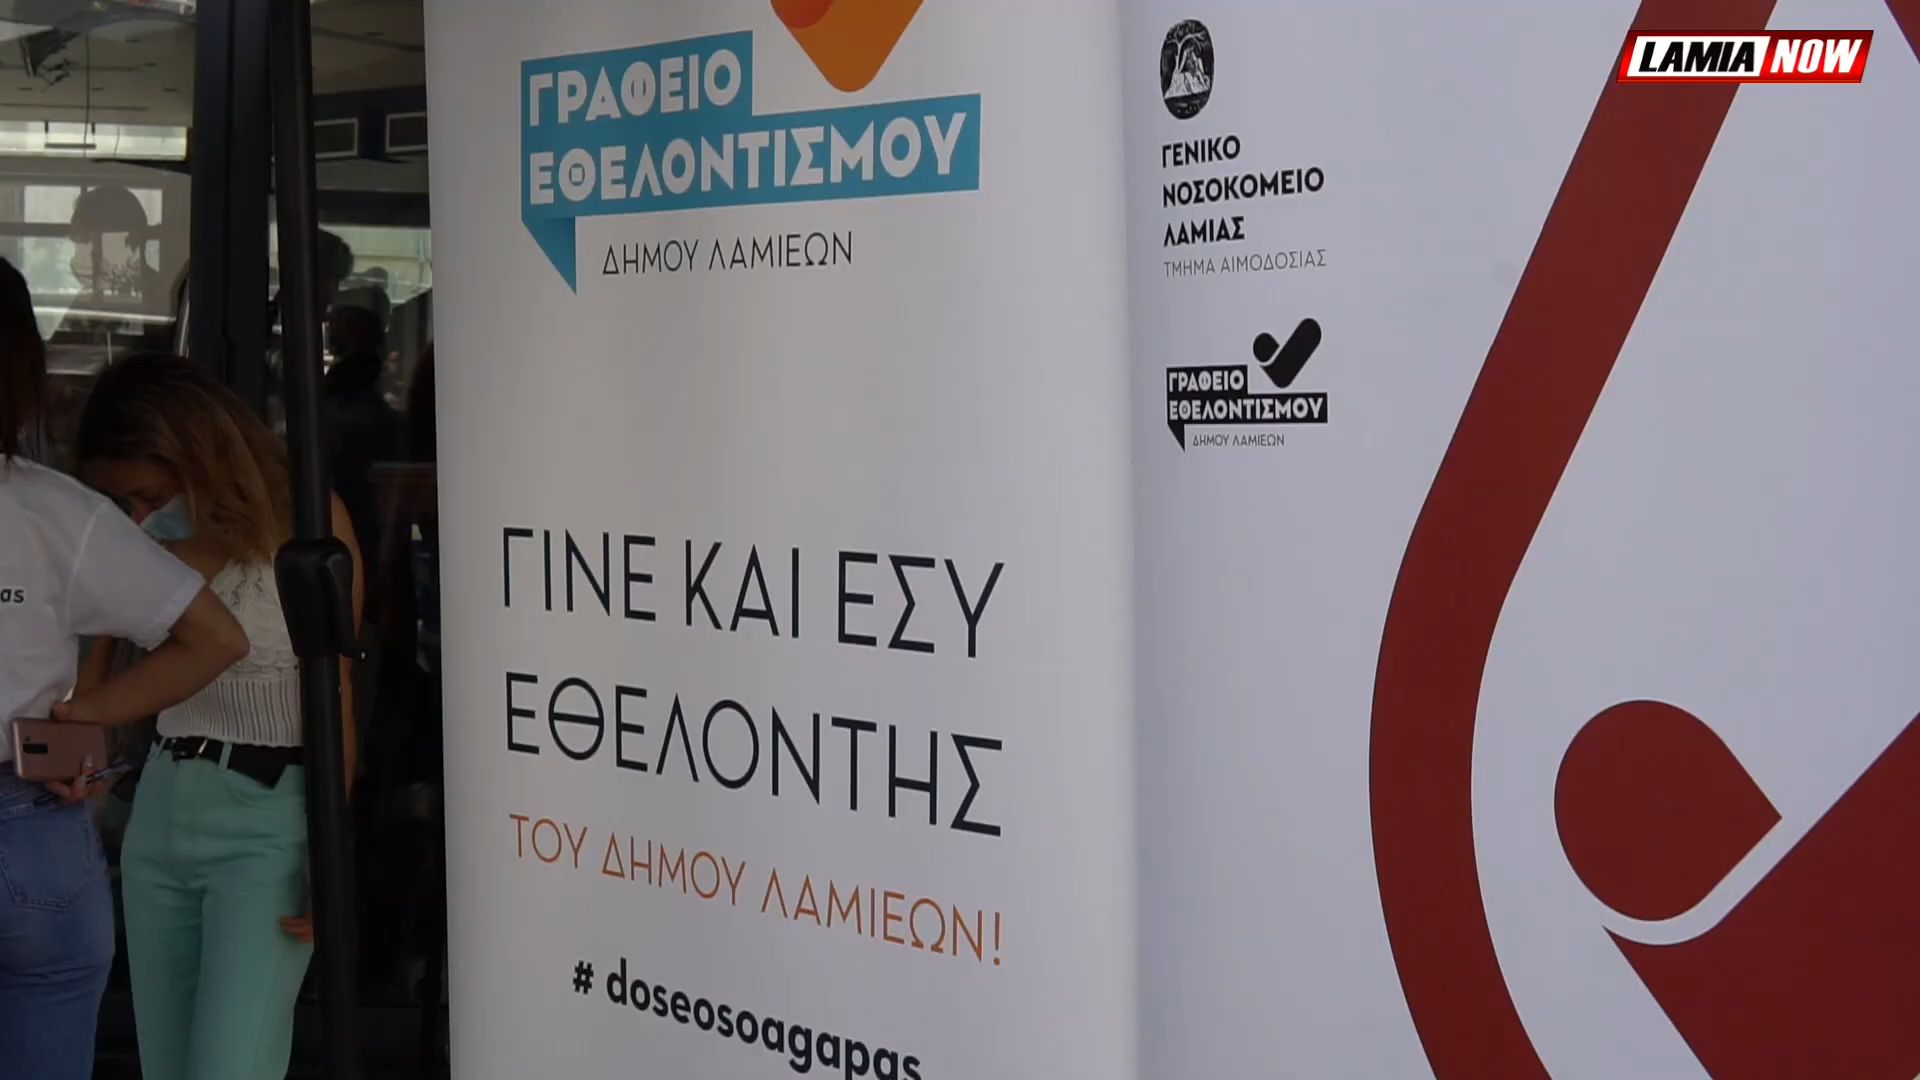 LAMIA NOW
ΓΡΑΦΕΙΟ
ΕΘΕΛΟΝΤΙΣΜΟΥ
ΔΗΜΟΥ ΛΑΜΙΕΩΝ
ΓΙΝΕ ΚΑΙ ΕΣΥ
ΕΘΕΛΟΝΤΗΣ
ΤΟΥ ΔΗΜΟΥ ΛΑΜΙΕΩΝ!
# doseosoagapas
ΓΕΝΙΚΟ
ΝΟΣΟΚΟΜΕΙΟ
ΛΑΜΙΑΣ
ΤΜΗΜΑ ΑΙΜΟΔΟΣΙΑΣ
ΓΡΑΦΕΙΟ
ΕΘΕΛΟΝΤΙΣΜΟΥ
ΔΗΜΟΥ ΛΑΜΙΕΩΝ
as